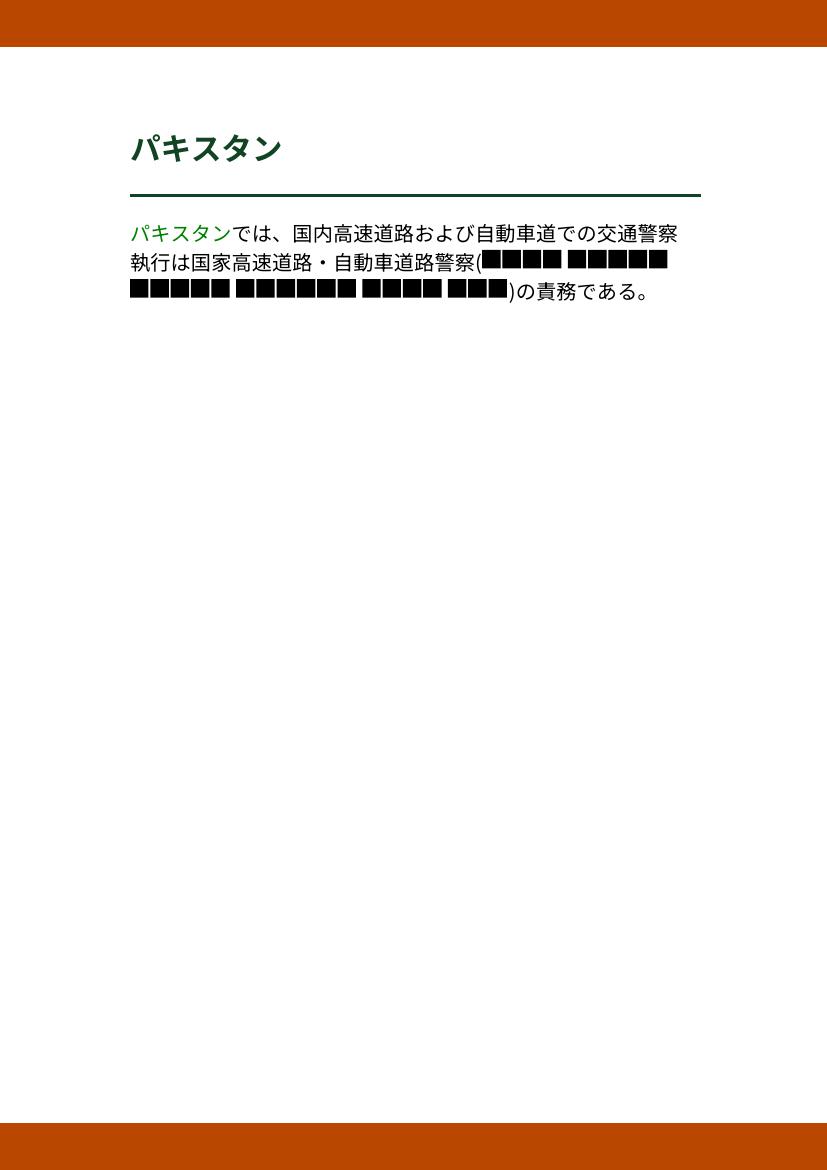 パキスタン
パキスタンでは、国内高速道路および自動車道での交通警察
執行は国家高速道路・自動車道路警察(
)の責務である。